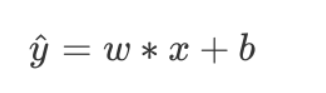 ŷ = w * x + b